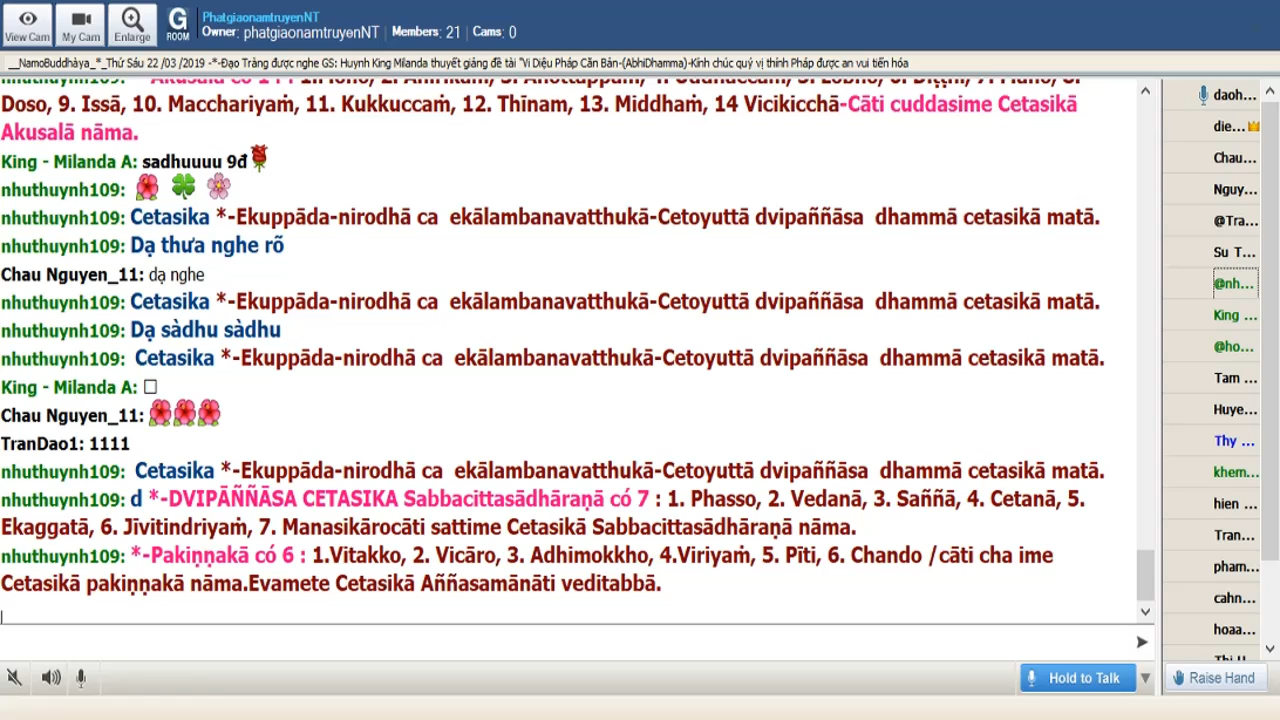 PhatgiaonamtruyenNT
Owner: phatgiaonamtruyenNT | Members: 21 | Cams: 0
View Cam
My Cam
Enlarge
G
ROOM
__NamoBuddhàya_*_Thứ Sáu 22 /03 /2019 -*-Đạo Tràng được nghe GS: Huynh King Milanda thuyết giảng đề tài "Vi Diệu Pháp Căn Bản-(AbhiDhamma)-Kính chúc quý vị thính Pháp được an vui tiến hóa
Doso, 9. Issā, 10. Macchariyaṁ, 11. Kukkuccaṁ, 12. Thīnam, 13. Middhaṁ, 14 Vicikicchā-Cāti cuddasime Cetasikā
Akusalā nāma.
King - Milanda A: sadhuuuu 9đ
nhuthuynh109:
nhuthuynh109: Cetasika *-Ekuppāda-nirodhā ca ekālambanavatthukā-Cetoyuttā dvipaññāsa dhammā cetasikā matā.
nhuthuynh109: Dạ thưa nghe rõ
Chau Nguyen_11: dạ nghe
nhuthuynh109: Cetasika *-Ekuppāda-nirodhā ca ekālambanavatthukā-Cetoyuttā dvipaññāsa dhammā cetasikā matā.
nhuthuynh109: Dạ sàdhu sàdhu
nhuthuynh109: Cetasika *-Ekuppāda-nirodhā ca ekālambanavatthukā-Cetoyuttā dvipaññāsa dhammā cetasikā matā.
King - Milanda A: □
Chau Nguyen_11:
TranDao1: 1111
nhuthuynh109: Cetasika *-Ekuppāda-nirodhā ca ekālambanavatthukā-Cetoyuttā dvipaññāsa dhammā cetasikā matā.
nhuthuynh109: d *-DVIPĀÑÑĀSA CETASIKA Sabbacittasādhāraṇā có 7 : 1. Phasso, 2. Vedanā, 3. Saññā, 4. Cetanā, 5.
Ekaggatā, 6. Jīvitindriyaṁ, 7. Manasikārocāti sattime Cetasikā Sabbacittasādhāraṇā nāma.
nhuthuynh109: *-Pakiṇṇakā có 6 : 1.Vitakko, 2. Vicāro, 3. Adhimokkho, 4.Viriyaṁ, 5. Pīti, 6. Chando /cāti cha ime
Cetasikā pakiṇṇakā nāma.Evamete Cetasikā Aññasamānāti veditabbā.
daoh...
die...
Chau...
Nguy...
@Tra...
Su T...
@nh...
King ...
@ho...
Tam ...
Huye...
Thy ...
khem...
hien ...
Tran...
pham...
cahn...
hoaa...
Hold to Talk
Raise Hand